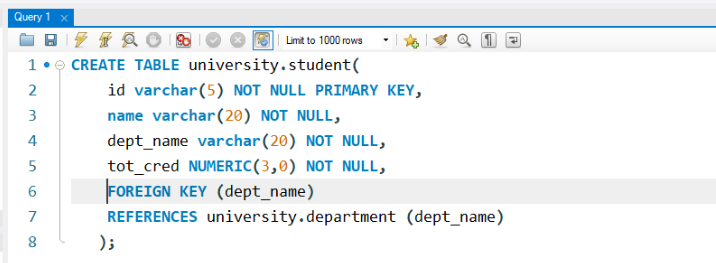 Query 1
Limit to 1000 rows
1 CREATE TABLE university.student(
2 id varchar(5) NOT NULL PRIMARY KEY,
3 name varchar(20) NOT NULL,
4 dept_name varchar(20) NOT NULL,
5 tot_cred NUMERIC(3,0) NOT NULL,
6 FOREIGN KEY (dept_name)
7 REFERENCES university.department (dept_name)
8 );